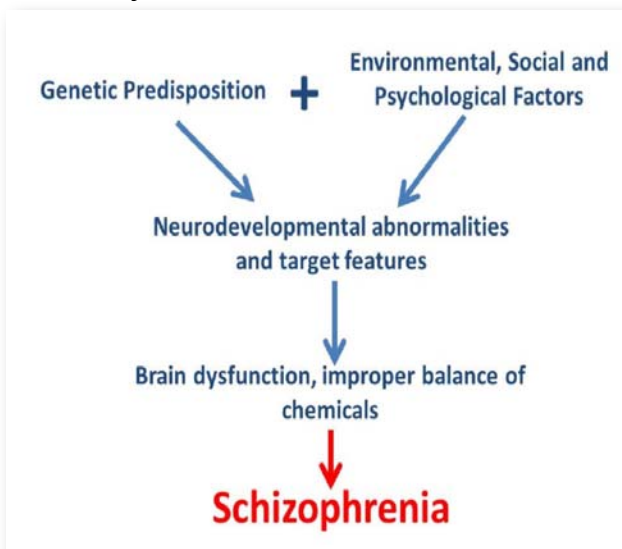 Genetic Predisposition
+
Environmental, Social and
Psychological Factors
Neurodevelopmental abnormalities
and target features
Brain dysfunction, improper balance of
chemicals
Schizophrenia